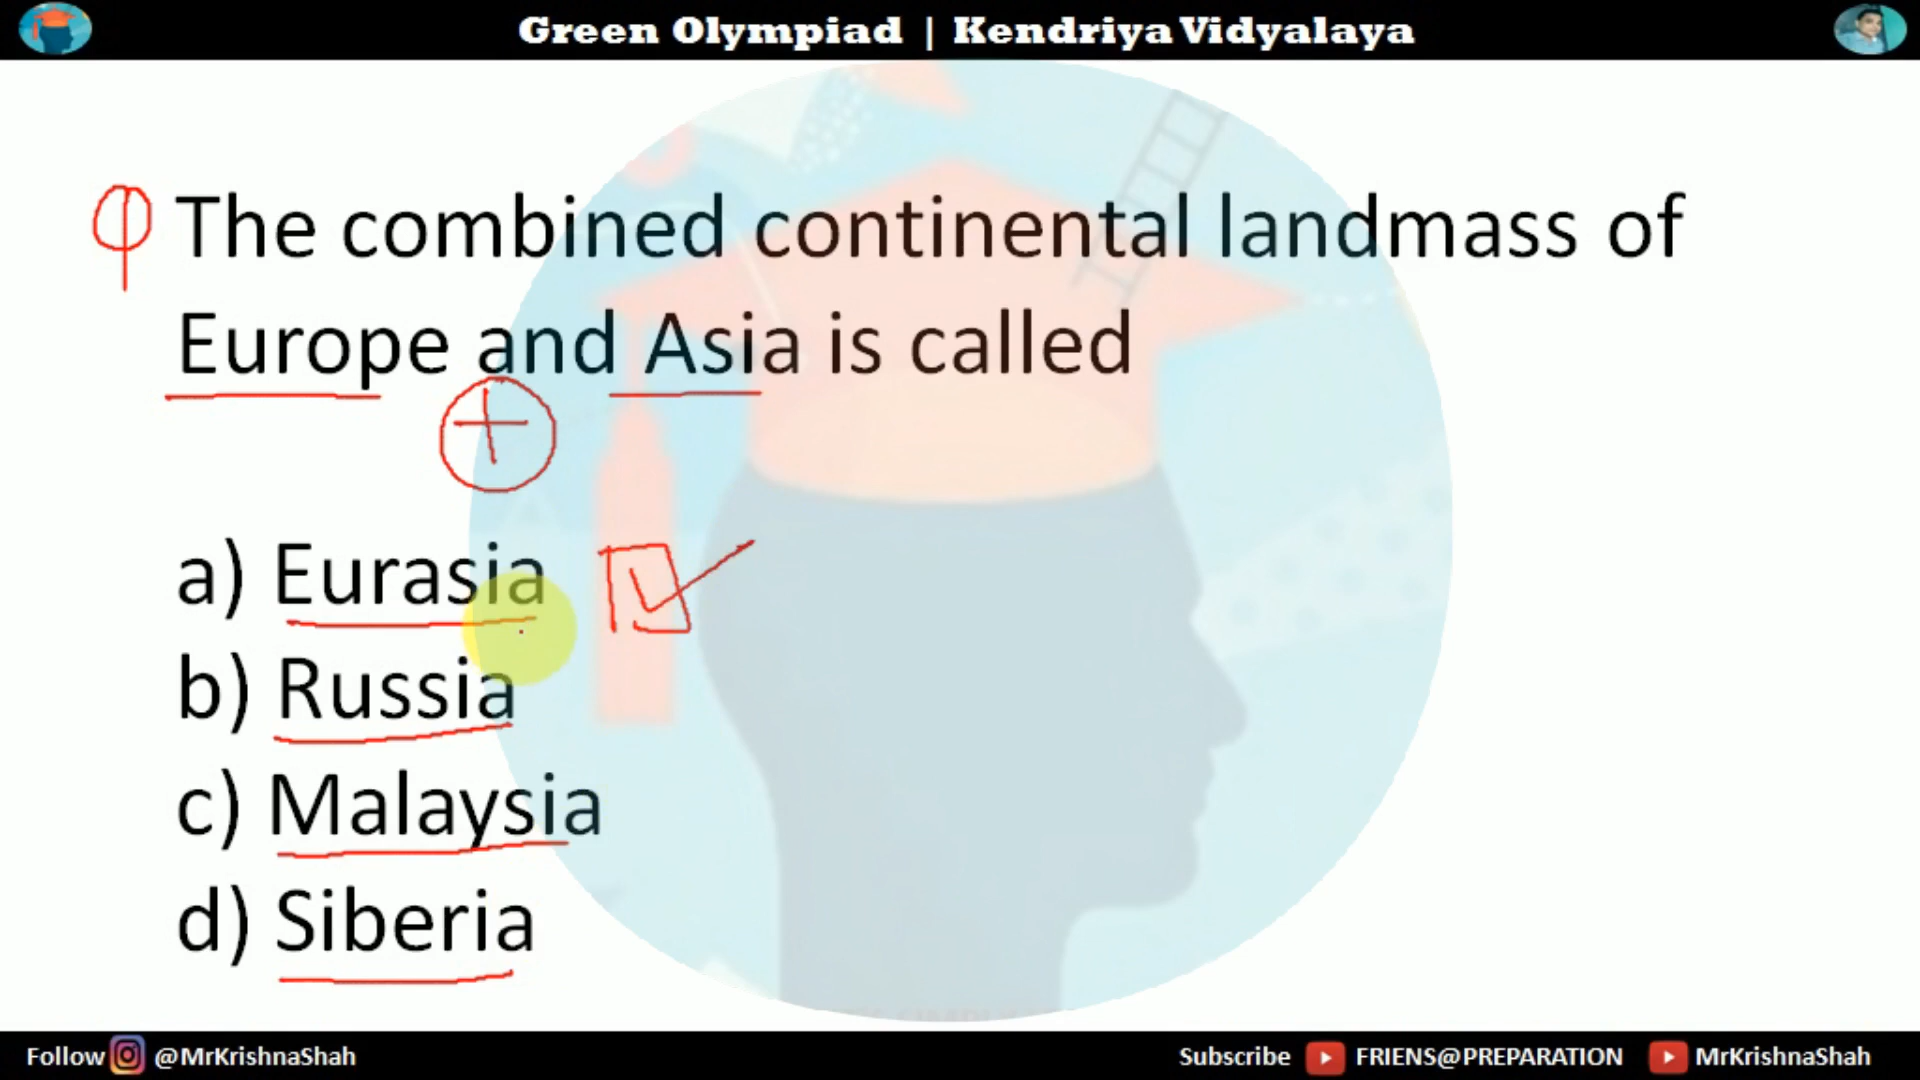 Green Olympiad | Kendriya Vidyalaya
The combined continental landmass of
Europe and Asia is called
a) Eurasia
b) Russia
c) Malaysia
d) Siberia
Follow @MrKrishnaShah
Subscribe FRIENS@PREPARATION MrKrishnaShah